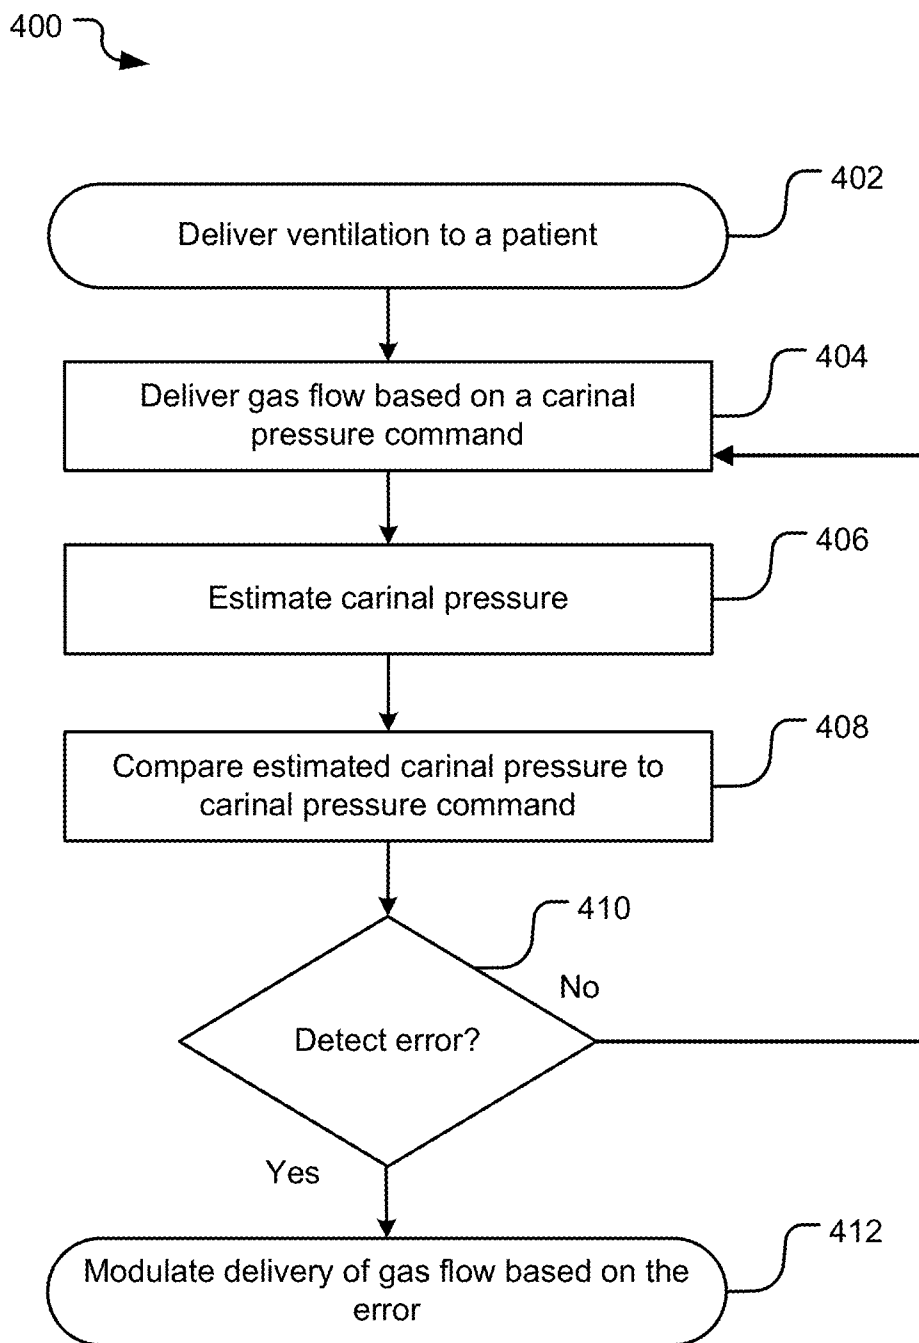 400
402
Deliver ventilation to a patient
404
Deliver gas flow based on a carinal
pressure command
406
Estimate carinal pressure
408
Compare estimated carinal pressure to
carinal pressure command
410
No
Detect error?
Yes
412
Modulate delivery of gas flow based on the
error